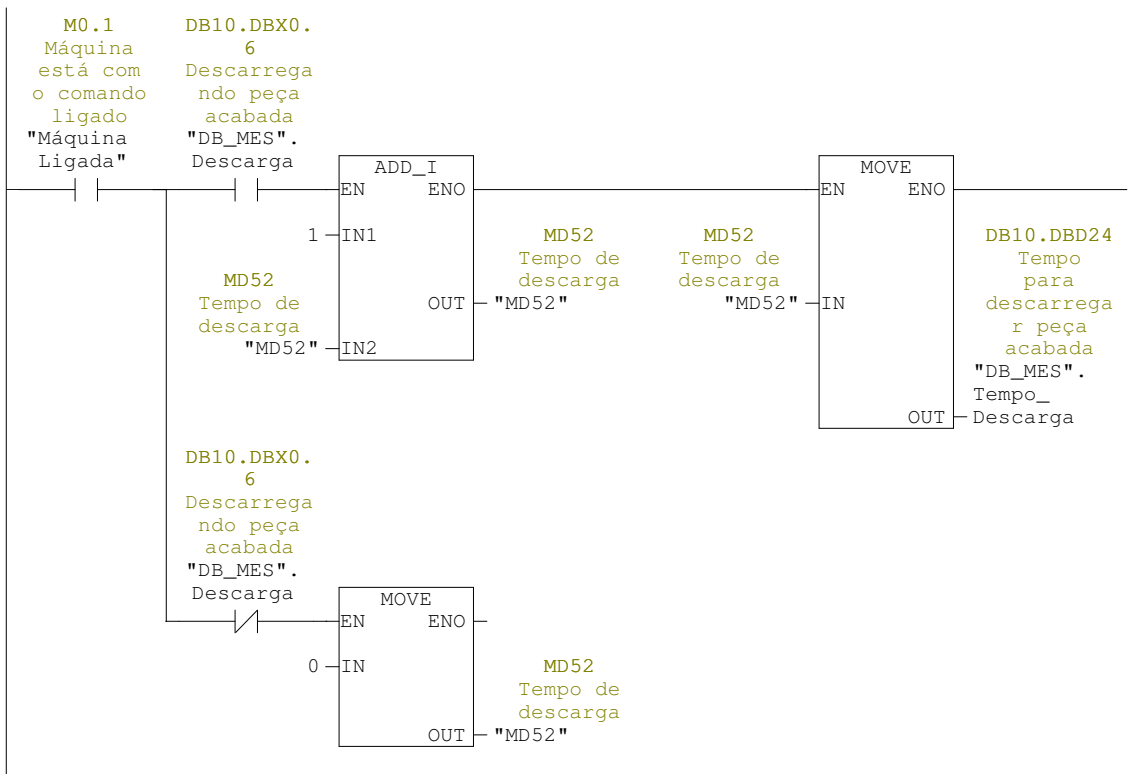 M0.1
Máquina
está com
o comando
ligado
"Máquina
Ligada"
DB10.DBX0.
6
Descarrega
ndo peça
acabada
"DB_MES".
Descarga
ADD_I
EN ENO
1 IN1
MD52
Tempo de
descarga
"MD52" IN2
MD52
Tempo de
descarga
OUT "MD52"
MD52
Tempo de
descarga
"MD52" IN
MOVE
EN ENO
DB10.DBD24
Tempo
para
descarrega
r peça
acabada
"DB_MES".
Tempo_
OUT Descarga
DB10.DBX0.
6
Descarrega
ndo peça
acabada
"DB_MES".
Descarga
MOVE
EN ENO
0 IN
MD52
Tempo de
descarga
OUT "MD52"